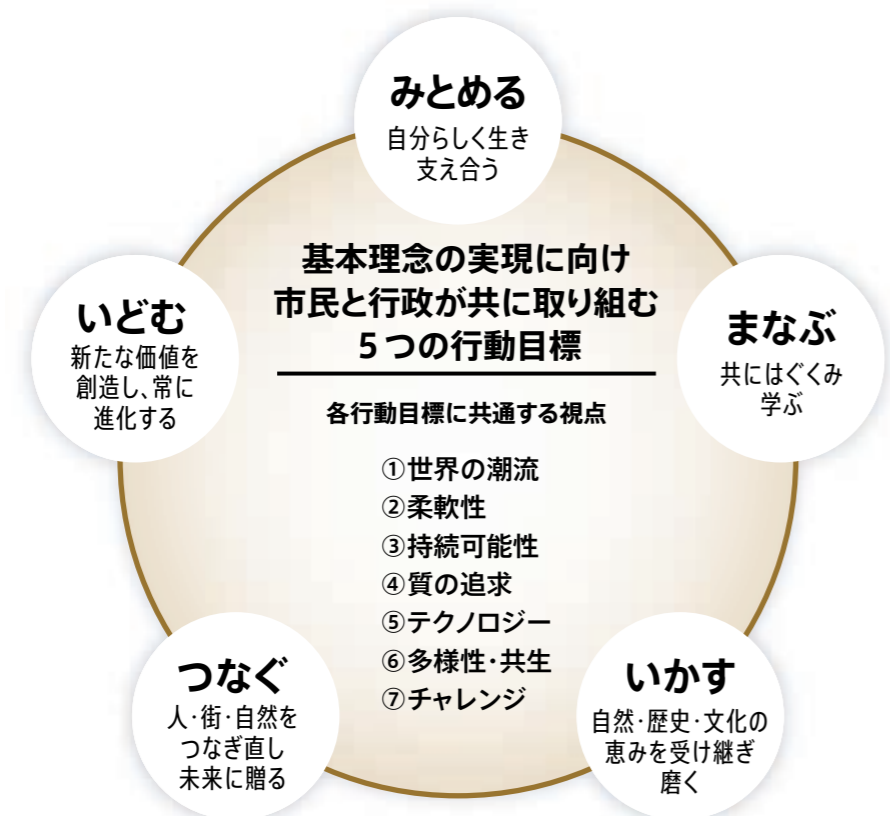 みとめる
自分らしく生き
支え合う
基本理念の実現に向け
市民と行政が共に取り組む
5つの行動目標
各行動目標に共通する視点
①世界の潮流
②柔軟性
③持続可能性
④質の追求
⑤テクノロジー
⑥多様性・共生
⑦チャレンジ
まなぶ
共にはぐくみ
学ぶ
いかす
自然・歴史・文化の
恵みを受け継ぎ
磨く
つなぐ
人・街・自然を
つなぎ直し
未来に贈る
いどむ
新たな価値を
創造し、常に
進化する